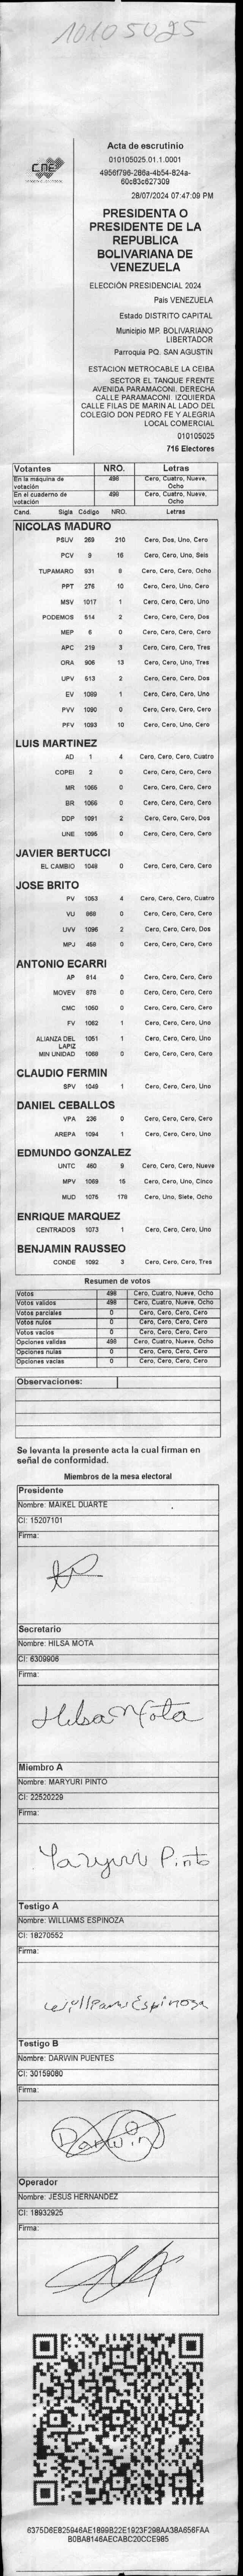 10105025
CNE
Acta de escrutinio
010105025.01.1.0001
4956f796-286a-4b54-824a-
60c83c627309
28/07/2024 07:47:09 PM
PRESIDENTA O
PRESIDENTE DE LA
REPUBLICA
BOLIVARIANA DE
VENEZUELA
ELECCIÓN PRESIDENCIAL 2024
País VENEZUELA
Estado DISTRITO CAPITAL
Municipio MP. BOLIVARIANO
LIBERTADOR
Parroquia PQ. SAN AGUSTIN
ESTACION METROCABLE LA CEIBA
SECTOR EL TANQUE FRENTE
AVENIDA PARAMACONI. DERECHA
CALLE PARAMACONI. IZQUIERDA
CALLE FILAS DE MARIN AL LADO DEL
COLEGIO DON PEDRO FE Y ALEGRIA
LOCAL COMERCIAL
010105025
716 Electores
Votantes NRO. Letras
En la máquina de votación 498 Cero, Cuatro, Nueve, Ocho
En el cuaderno de votación 498 Cero, Cuatro, Nueve, Ocho
Cand. Sigla Código NRO. Letras
NICOLAS MADURO
PSUV 269 210 Cero, Dos, Uno, Cero
PCV 9 16 Cero, Cero, Uno, Seis
TUPAMARO 931 8 Cero, Cero, Cero, Ocho
PPT 276 10 Cero, Cero, Uno, Cero
MSV 1017 1 Cero, Cero, Cero, Uno
PODEMOS 514 2 Cero, Cero, Cero, Dos
MEP 6 0 Cero, Cero, Cero, Cero
APC 219 3 Cero, Cero, Cero, Tres
ORA 906 13 Cero, Cero, Uno, Tres
UPV 513 2 Cero, Cero, Cero, Dos
EV 1089 1 Cero, Cero, Cero, Uno
PVV 1090 0 Cero, Cero, Cero, Cero
PFV 1093 10 Cero, Cero, Uno, Cero
LUIS MARTINEZ
AD 1 4 Cero, Cero, Cero, Cuatro
COPEI 2 0 Cero, Cero, Cero, Cero
MR 1065 0 Cero, Cero, Cero, Cero
BR 1066 0 Cero, Cero, Cero, Cero
DDP 1091 2 Cero, Cero, Cero, Dos
UNE 1095 0 Cero, Cero, Cero, Cero
JAVIER BERTUCCI
EL CAMBIO 1048 0 Cero, Cero, Cero, Cero
JOSE BRITO
PV 1053 4 Cero, Cero, Cero, Cuatro
VU 868 0 Cero, Cero, Cero, Cero
UVV 1096 2 Cero, Cero, Cero, Dos
MPJ 458 0 Cero, Cero, Cero, Cero
ANTONIO ECARRI
AP 914 0 Cero, Cero, Cero, Cero
MOVEV 878 0 Cero, Cero, Cero, Cero
CMC 1050 0 Cero, Cero, Cero, Cero
FV 1062 1 Cero, Cero, Cero, Uno
ALIANZA DEL LAPIZ 1051 1 Cero, Cero, Cero, Uno
MIN UNIDAD 1068 0 Cero, Cero, Cero, Cero
CLAUDIO FERMIN
SPV 1049 1 Cero, Cero, Cero, Uno
DANIEL CEBALLOS
VPA 236 0 Cero, Cero, Cero, Cero
AREPA 1094 1 Cero, Cero, Cero, Uno
EDMUNDO GONZALEZ
UNTC 460 9 Cero, Cero, Cero, Nueve
MPV 1069 15 Cero, Cero, Uno, Cinco
MUD 1075 178 Cero, Uno, Siete, Ocho
ENRIQUE MARQUEZ
CENTRADOS 1073 1 Cero, Cero, Cero, Uno
BENJAMIN RAUSSEO
CONDE 1092 3 Cero, Cero, Cero, Tres
Resumen de votos
Votos 498 Cero, Cuatro, Nueve, Ocho
Votos validos 498 Cero, Cuatro, Nueve, Ocho
Votos parciales 0 Cero, Cero, Cero, Cero
Votos nulos 0 Cero, Cero, Cero, Cero
Votos vacios 0 Cero, Cero, Cero, Cero
Opciones validas 498 Cero, Cuatro, Nueve, Ocho
Opciones nulas 0 Cero, Cero, Cero, Cero
Opciones vacias 0 Cero, Cero, Cero, Cero
Observaciones:
Se levanta la presente acta la cual firman en
señal de conformidad.
Miembros de la mesa electoral
Presidente
Nombre: MAIKEL DUARTE
CI: 15207101
Firma:
Secretario
Nombre: HILSA MOTA
CI: 6309906
Firma:
Hilsa Mota
Miembro A
Nombre: MARYURI PINTO
CI: 22520229
Firma:
Maryuri Pinto
Testigo A
Nombre: WILLIAMS ESPINOZA
CI: 18270552
Firma:
Williams Espinoza
Testigo B
Nombre: DARWIN PUENTES
CI: 30159080
Firma:
Darwin
Operador
Nombre: JESUS HERNANDEZ
CI: 18932925
Firma:
6375D6E825946AE1899B22E1923F298AA38A656FAA
B0BA8146AECABC20CCE985